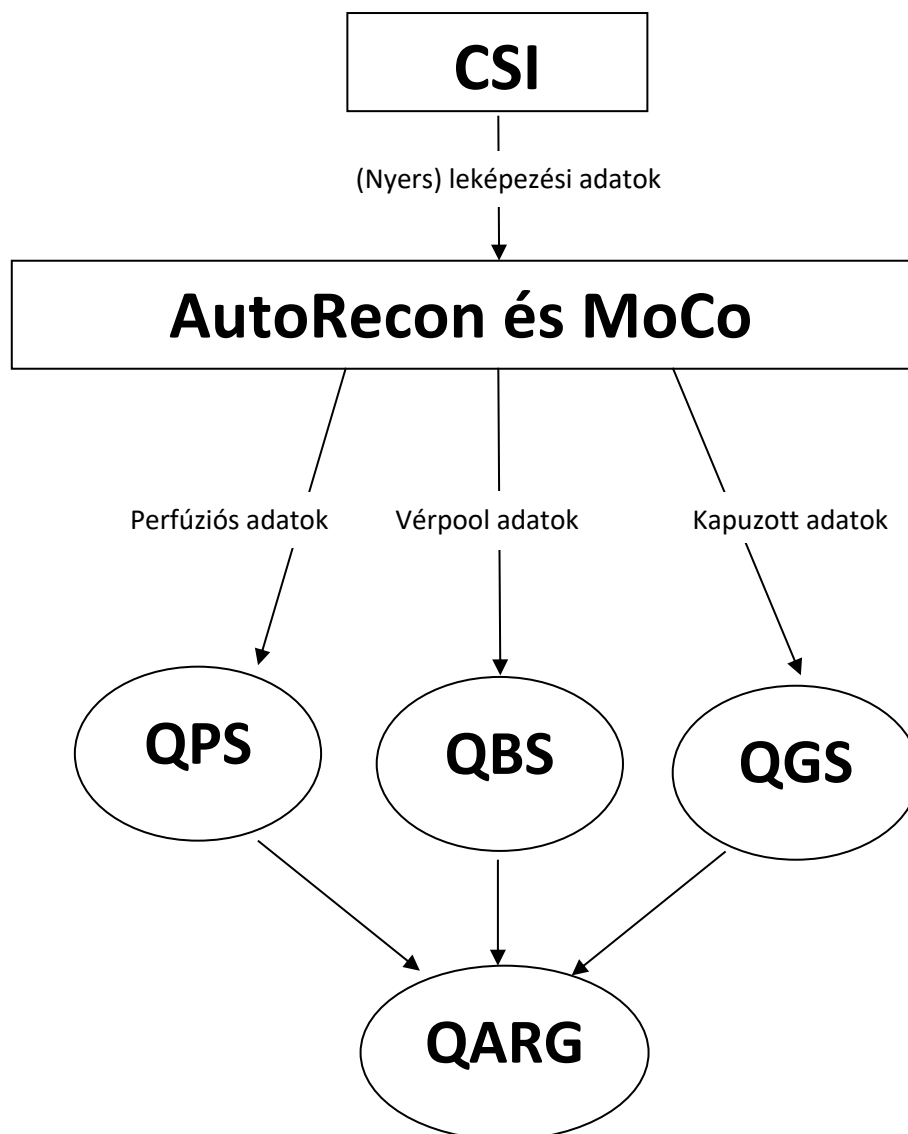 CSI
(Nyers) leképezési adatok
AutoRecon és MoCo
Perfúziós adatok
Vérpool adatok
Kapuzott adatok
QPS
QBS
QGS
QARG